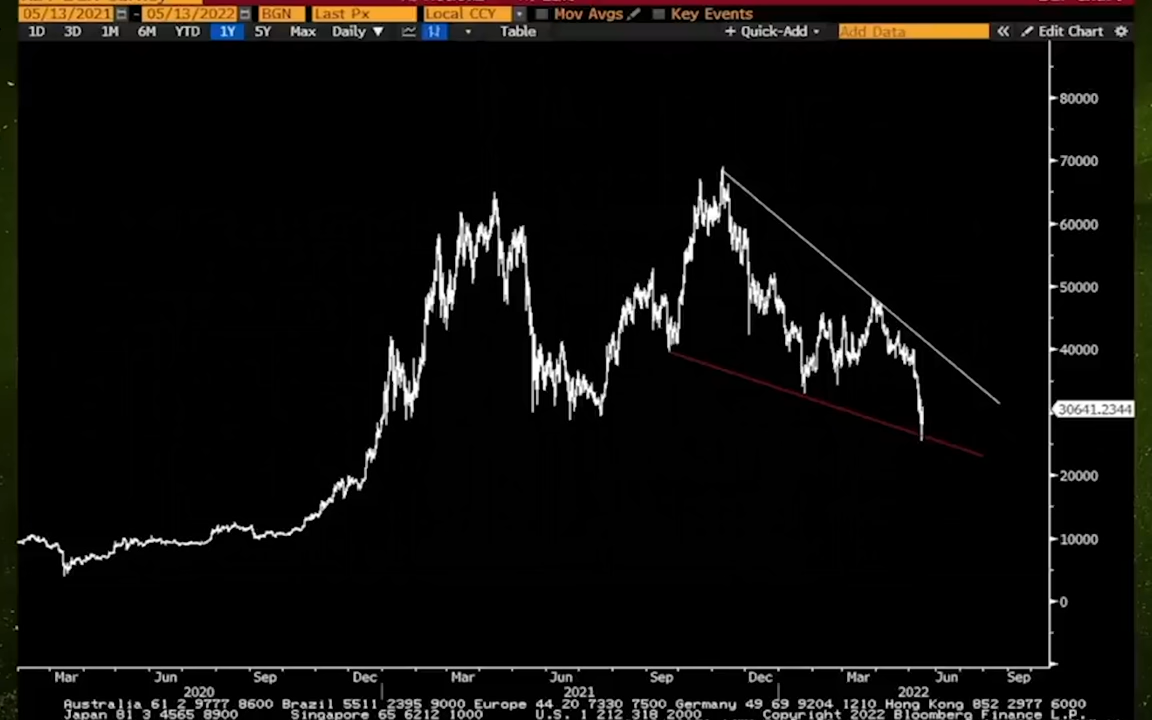 05/13/2021 - 05/13/2022 BGN Last Px Local CCY Mov Avgs Key Events
1D 3D 1M 6M YTD 1Y 5Y Max Daily ▼ Table + Quick-Add Add Data « Edit Chart
80000
70000
60000
50000
40000
30641.2344
20000
10000
0
Mar Jun Sep Dec Mar Jun Sep Dec Mar Jun Sep
2020 2021 2022
Australia 61 2 9777 8600 Brazil 5511 2395 9000 Europe 44 20 7330 7500 Germany 49 69 9204 1210 Hong Kong 852 2977 6000
Japan 81 3 4565 8900 Singapore 65 6212 1000 U.S. 1 212 318 2000 Copyright 2022 Bloomberg Finance L.P.